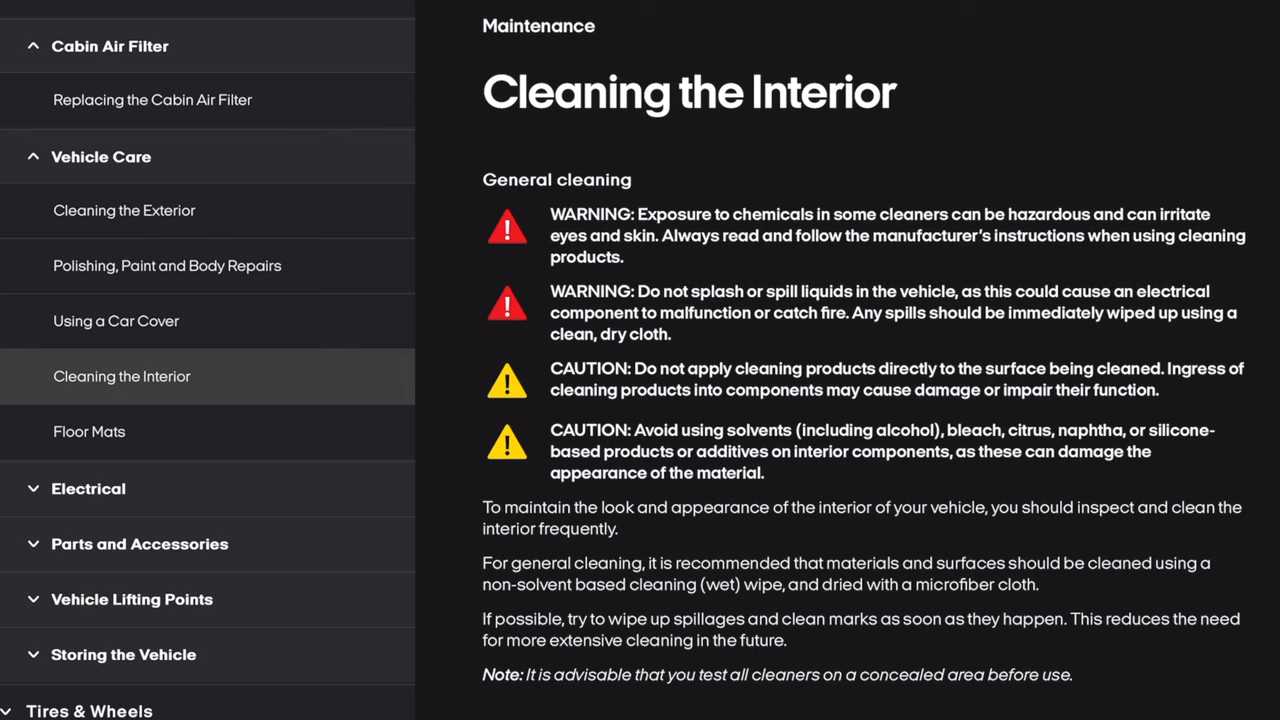 Cabin Air Filter
Replacing the Cabin Air Filter
Vehicle Care
Cleaning the Exterior
Polishing, Paint and Body Repairs
Using a Car Cover
Cleaning the Interior
Floor Mats
Electrical
Parts and Accessories
Vehicle Lifting Points
Storing the Vehicle
Tires & Wheels
Maintenance
Cleaning the Interior
General cleaning
WARNING: Exposure to chemicals in some cleaners can be hazardous and can irritate
eyes and skin. Always read and follow the manufacturer's instructions when using cleaning
products.
WARNING: Do not splash or spill liquids in the vehicle, as this could cause an electrical
component to malfunction or catch fire. Any spills should be immediately wiped up using a
clean, dry cloth.
CAUTION: Do not apply cleaning products directly to the surface being cleaned. Ingress of
cleaning products into components may cause damage or impair their function.
CAUTION: Avoid using solvents (including alcohol), bleach, citrus, naphtha, or silicone-
based products or additives on interior components, as these can damage the
appearance of the material.
To maintain the look and appearance of the interior of your vehicle, you should inspect and clean the
interior frequently.
For general cleaning, it is recommended that materials and surfaces should be cleaned using a
non-solvent based cleaning (wet) wipe, and dried with a microfiber cloth.
If possible, try to wipe up spillages and clean marks as soon as they happen. This reduces the need
for more extensive cleaning in the future.
Note: It is advisable that you test all cleaners on a concealed area before use.